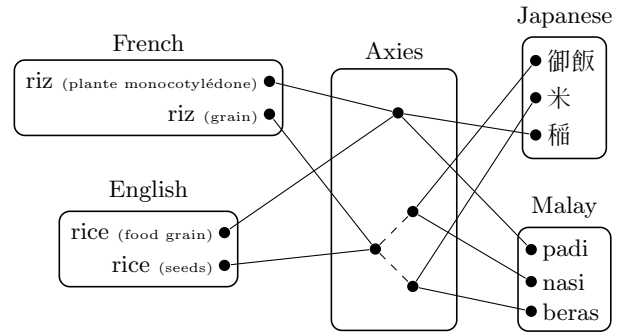 French
riz (plante monocotylédone)
riz (grain)
English
rice (food grain)
rice (seeds)
Axies
Japanese
御飯
米
稲
Malay
padi
nasi
beras